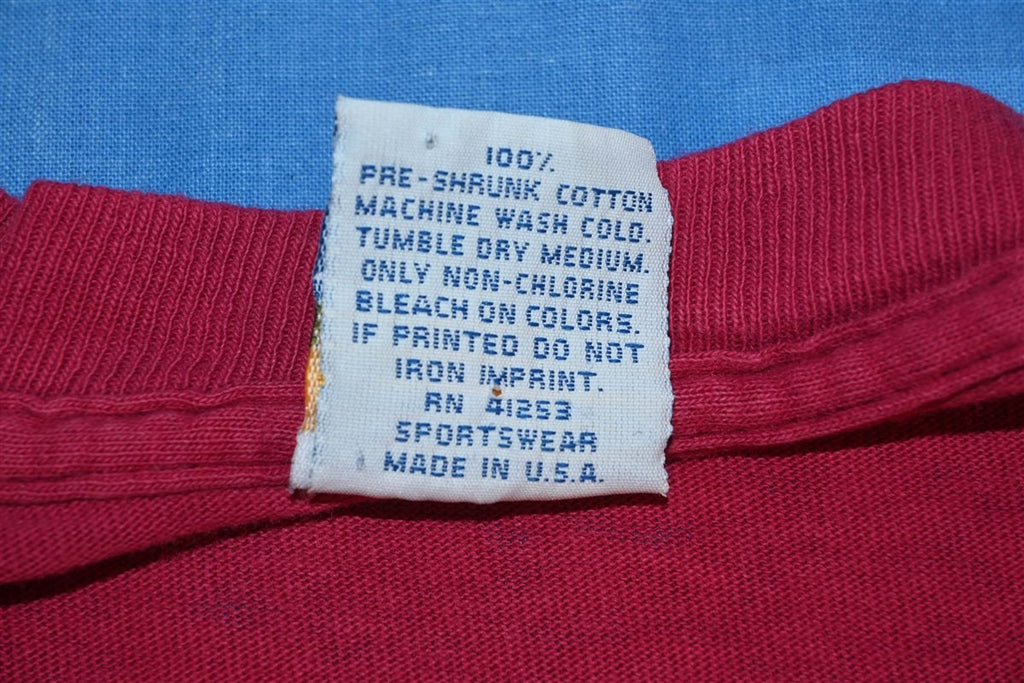 100%
PRE-SHRUNK COTTON
MACHINE WASH COLD.
TUMBLE DRY MEDIUM.
ONLY NON-CHLORINE
BLEACH ON COLORS.
IF PRINTED DO NOT
IRON IMPRINT.
RN 41253
SPORTSWEAR
MADE IN U.S.A.